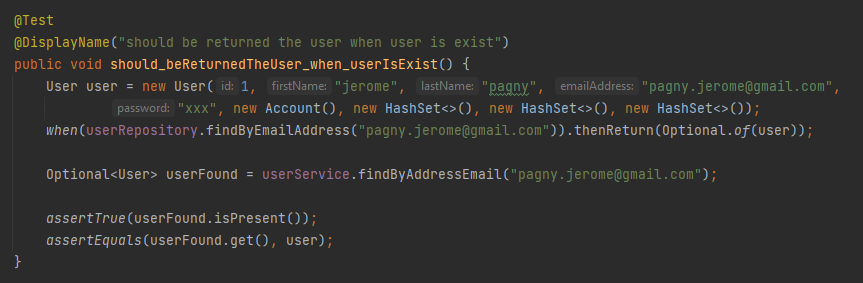 @Test
@DisplayName("should be returned the user when user is exist")
public void should_beReturnedTheUser_when_userIsExist() {
User user = new User( id: 1, firstName: "jerome", lastName: "pagny", emailAddress: "pagny.jerome@gmail.com",
password: "xxx", new Account(), new HashSet<>(), new HashSet<>(), new HashSet<>());
when(userRepository.findByEmailAddress("pagny.jerome@gmail.com")).thenReturn(Optional.of(user));
Optional<User> userFound = userService.findByAddressEmail("pagny.jerome@gmail.com");
assertTrue(userFound.isPresent());
assertEquals(userFound.get(), user);
}